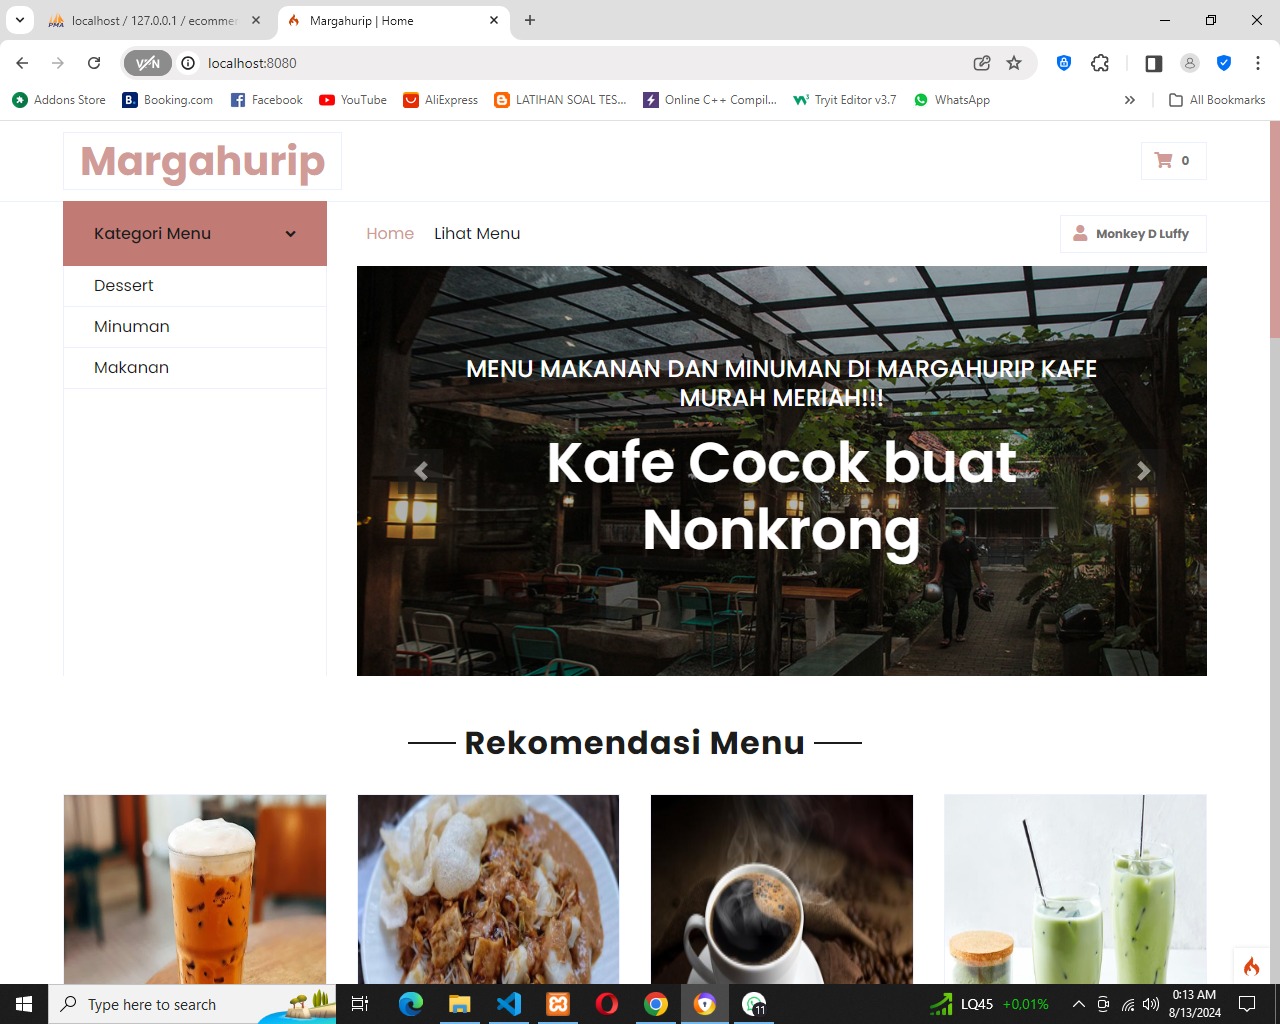 localhost / 127.0.0.1 / ecomme
Margahurip | Home
VPN
localhost:8080
Addons Store
Booking.com
Facebook
YouTube
AliExpress
LATIHAN SOAL TES...
Online C++ Compil...
Tryit Editor v3.7
WhatsApp
All Bookmarks
Margahurip
0
Kategori Menu
Home
Lihat Menu
Monkey D Luffy
Dessert
Minuman
Makanan
MENU MAKANAN DAN MINUMAN DI MARGAHURIP KAFE
MURAH MERIAH!!!
Kafe Cocok buat
Nonkrong
Rekomendasi Menu
Type here to search
11
LQ45
+0,01%
0:13 AM
8/13/2024